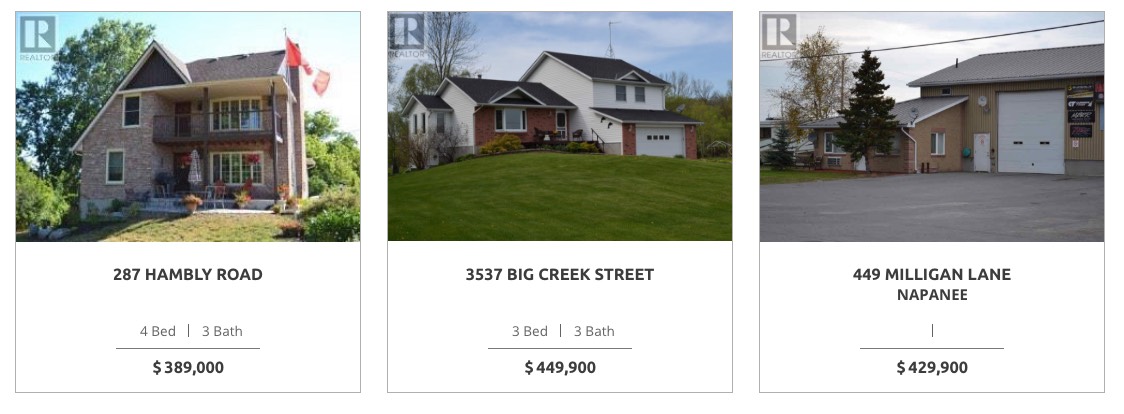 R
REALTOR
287 HAMBLY ROAD
4 Bed | 3 Bath
$389,000
R
REALTOR
3537 BIG CREEK STREET
3 Bed | 3 Bath
$449,900
R
REALTOR
449 MILLIGAN LANE
NAPANEE
|
$429,900